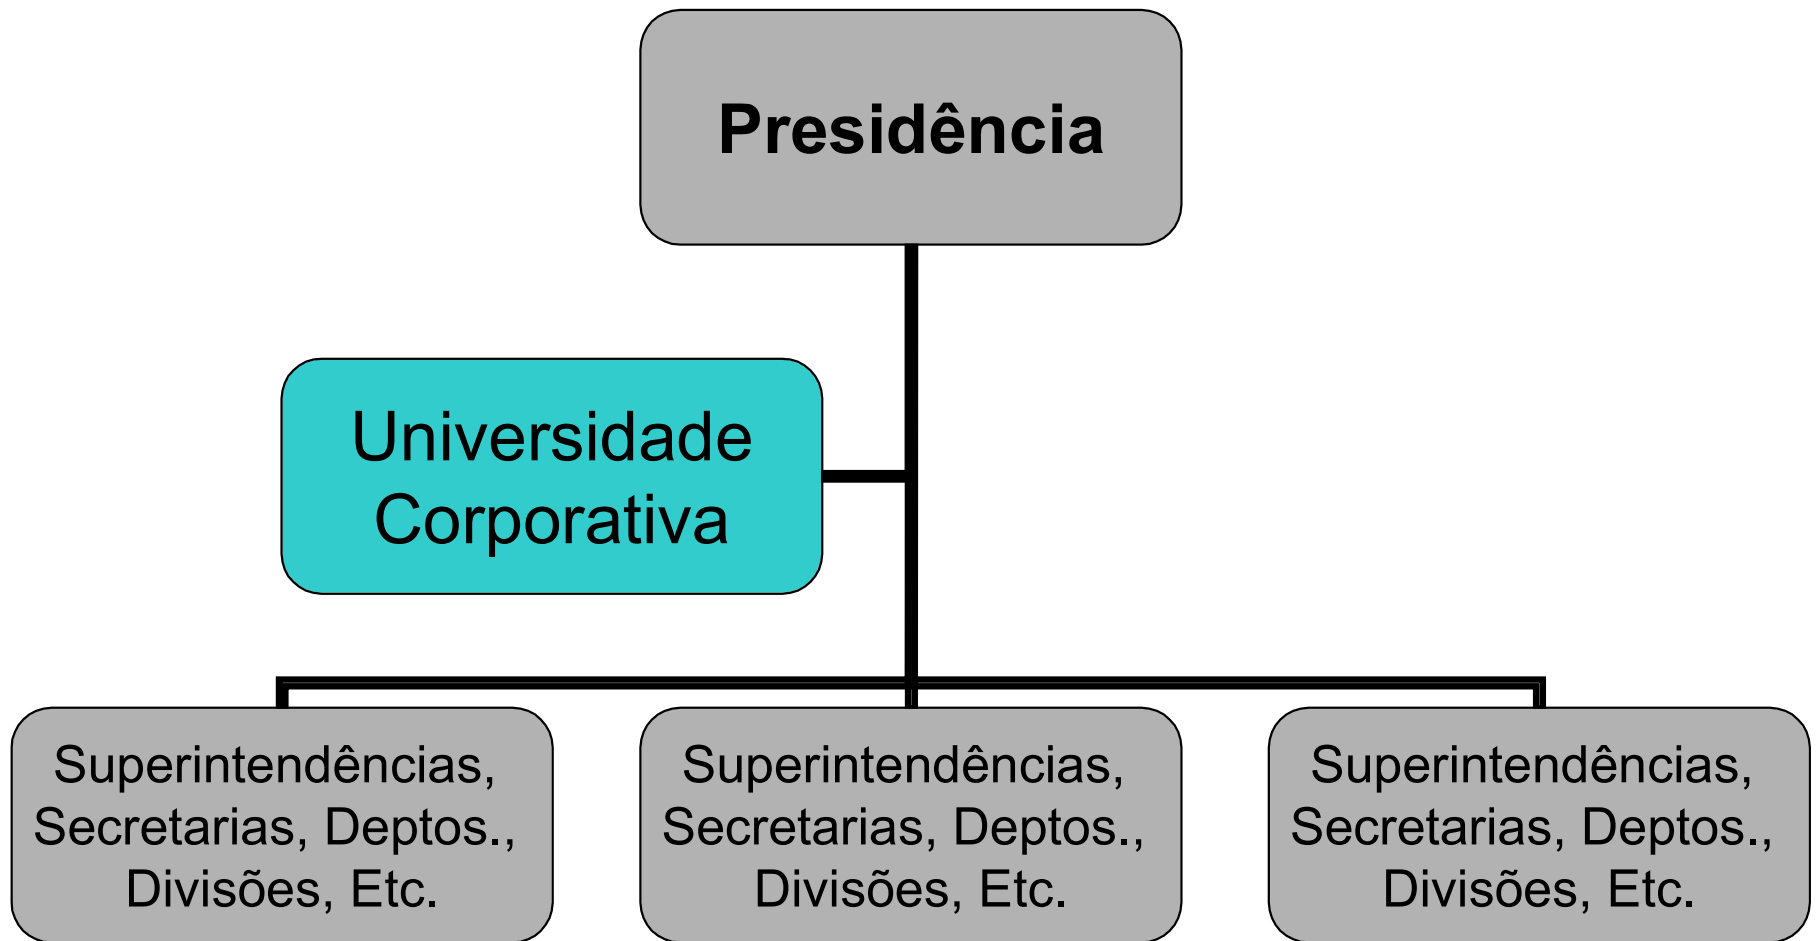 Presidência
Universidade
Corporativa
Superintendências,
Secretarias, Deptos.,
Divisões, Etc.
Superintendências,
Secretarias, Deptos.,
Divisões, Etc.
Superintendências,
Secretarias, Deptos.,
Divisões, Etc.